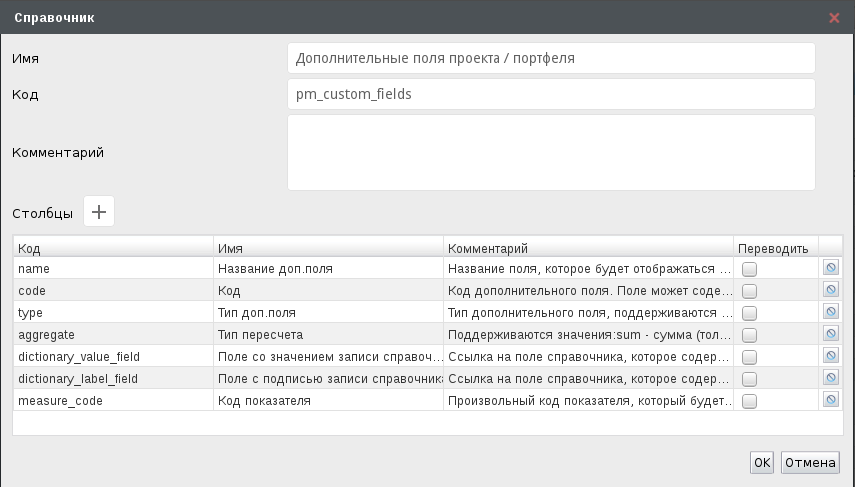 Справочник
Имя
Дополнительные поля проекта / портфеля
Код
pm_custom_fields
Комментарий
Столбцы
Код Имя Комментарий Переводить
name Название доп.поля Название поля, которое будет отображаться ...
code Код Код дополнительного поля. Поле может соде...
type Тип доп.поля Тип дополнительного поля, поддерживаются ...
aggregate Тип пересчета Поддерживаются значения:sum - сумма (тол...
dictionary_value_field Поле со значением записи справоч... Ссылка на поле справочника, которое содер...
dictionary_label_field Поле с подписью записи справочника Ссылка на поле справочника, которое содер...
measure_code Код показателя Произвольный код показателя, который будет...
OK Отмена